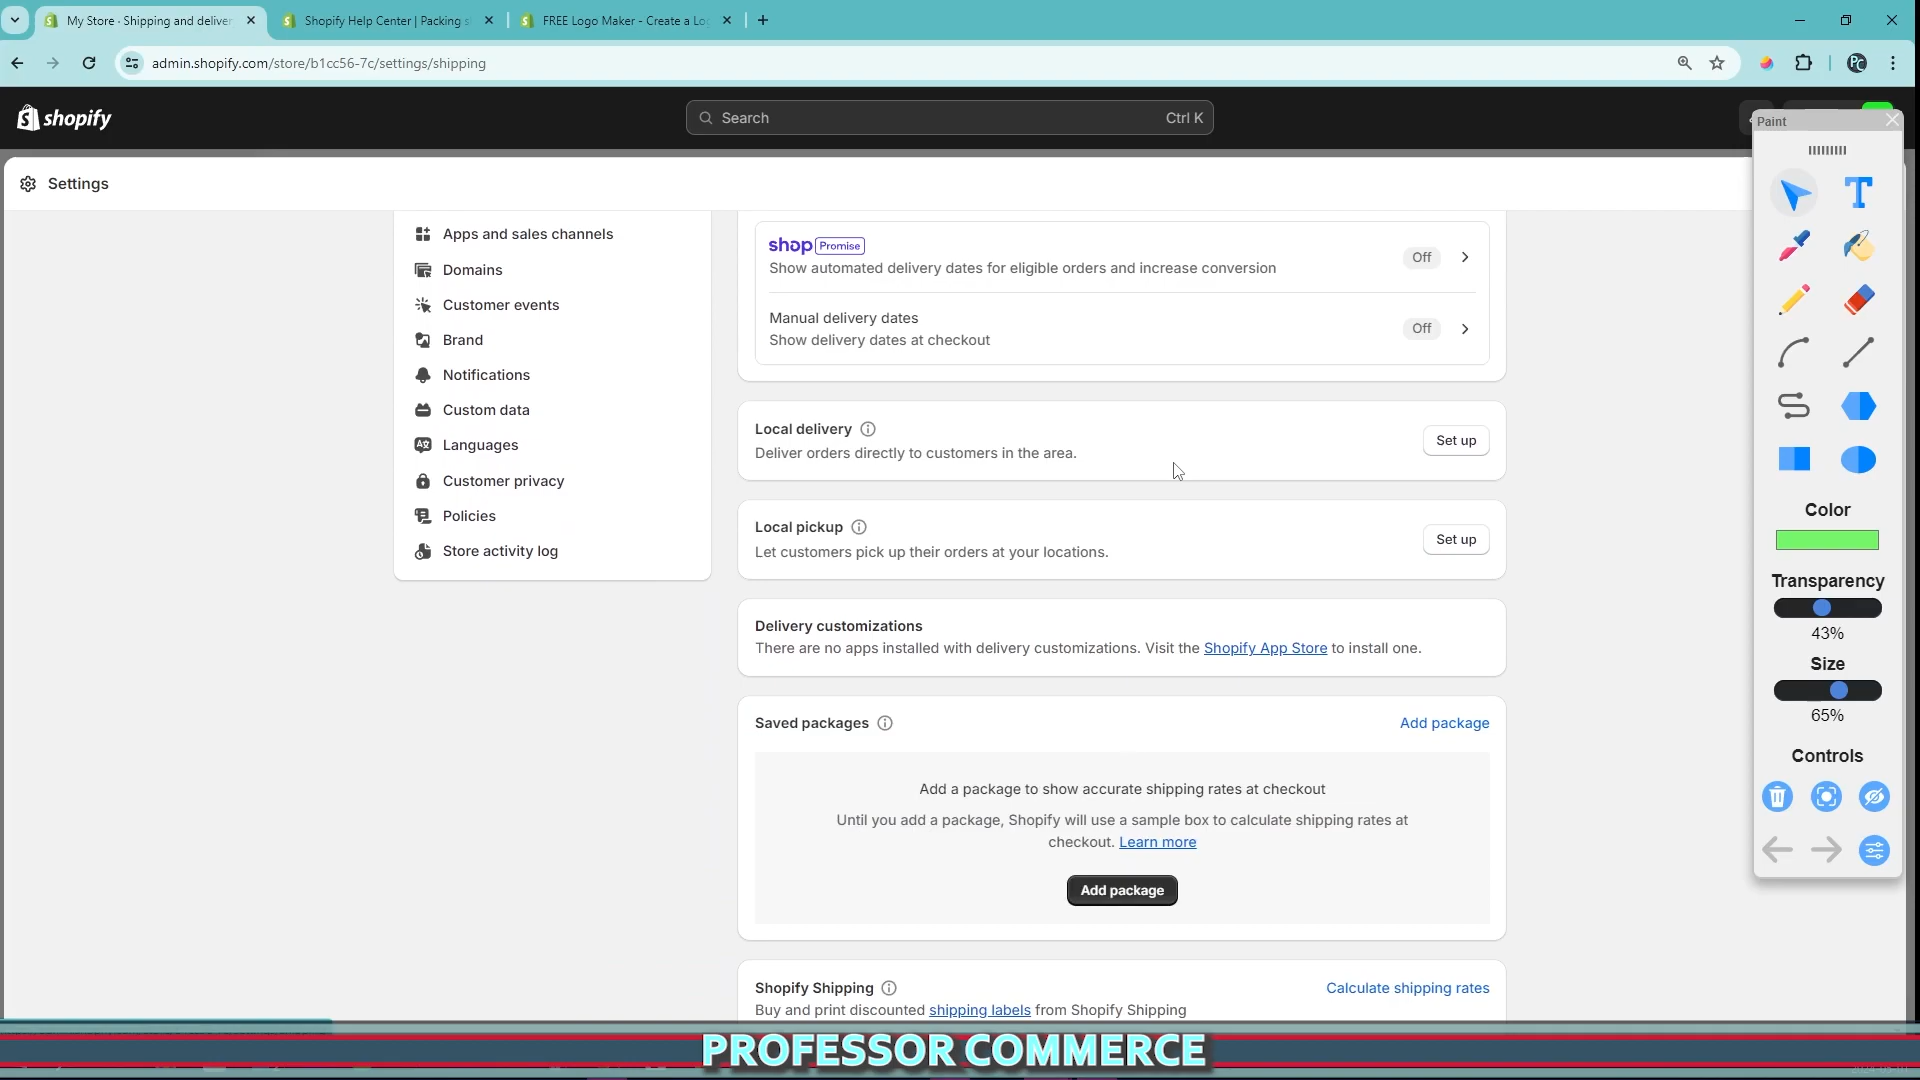 My Store · Shipping and deliver
Shopify Help Center | Packing s
FREE Logo Maker - Create a Lo
admin.shopify.com/store/b1cc56-7c/settings/shipping
PC
shopify
Search
Ctrl K
Paint
Settings
Apps and sales channels
Domains
Customer events
Brand
Notifications
Custom data
Languages
Customer privacy
Policies
Store activity log
shop Promise
Show automated delivery dates for eligible orders and increase conversion
Off
Manual delivery dates
Show delivery dates at checkout
Off
Local delivery
Deliver orders directly to customers in the area.
Set up
Local pickup
Let customers pick up their orders at your locations.
Set up
Delivery customizations
There are no apps installed with delivery customizations. Visit the Shopify App Store to install one.
Saved packages
Add package
Add a package to show accurate shipping rates at checkout
Until you add a package, Shopify will use a sample box to calculate shipping rates at
checkout. Learn more
Add package
Shopify Shipping
Calculate shipping rates
Buy and print discounted shipping labels from Shopify Shipping
T
Color
Transparency
43%
Size
65%
Controls
PROFESSOR COMMERCE